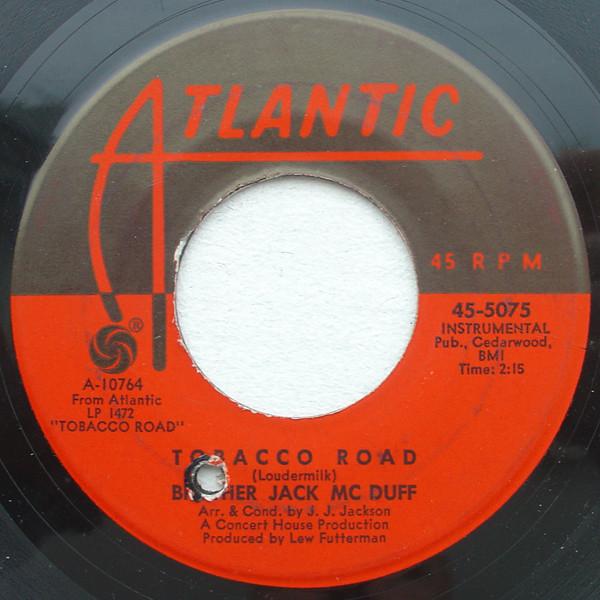 ATLANTIC
45 RPM
®
A-10764
From Atlantic
LP 1472
"TOBACCO ROAD"
45-5075
INSTRUMENTAL
Pub., Cedarwood,
BMI
Time: 2:15
TOBACCO ROAD
(Loudermilk)
JACK MC DUFF
Arr. & Cond. by J. J. Jackson
A Concert House Production
Produced by Lew Futterman